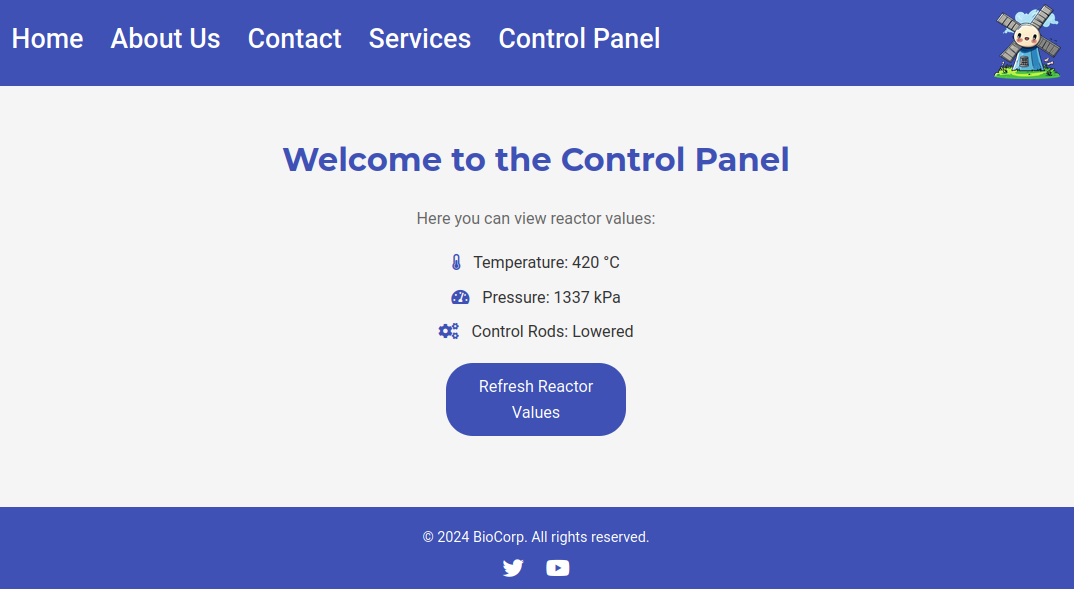 Home About Us Contact Services Control Panel
Welcome to the Control Panel
Here you can view reactor values:
Temperature: 420 °C
Pressure: 1337 kPa
Control Rods: Lowered
Refresh Reactor
Values
© 2024 BioCorp. All rights reserved.